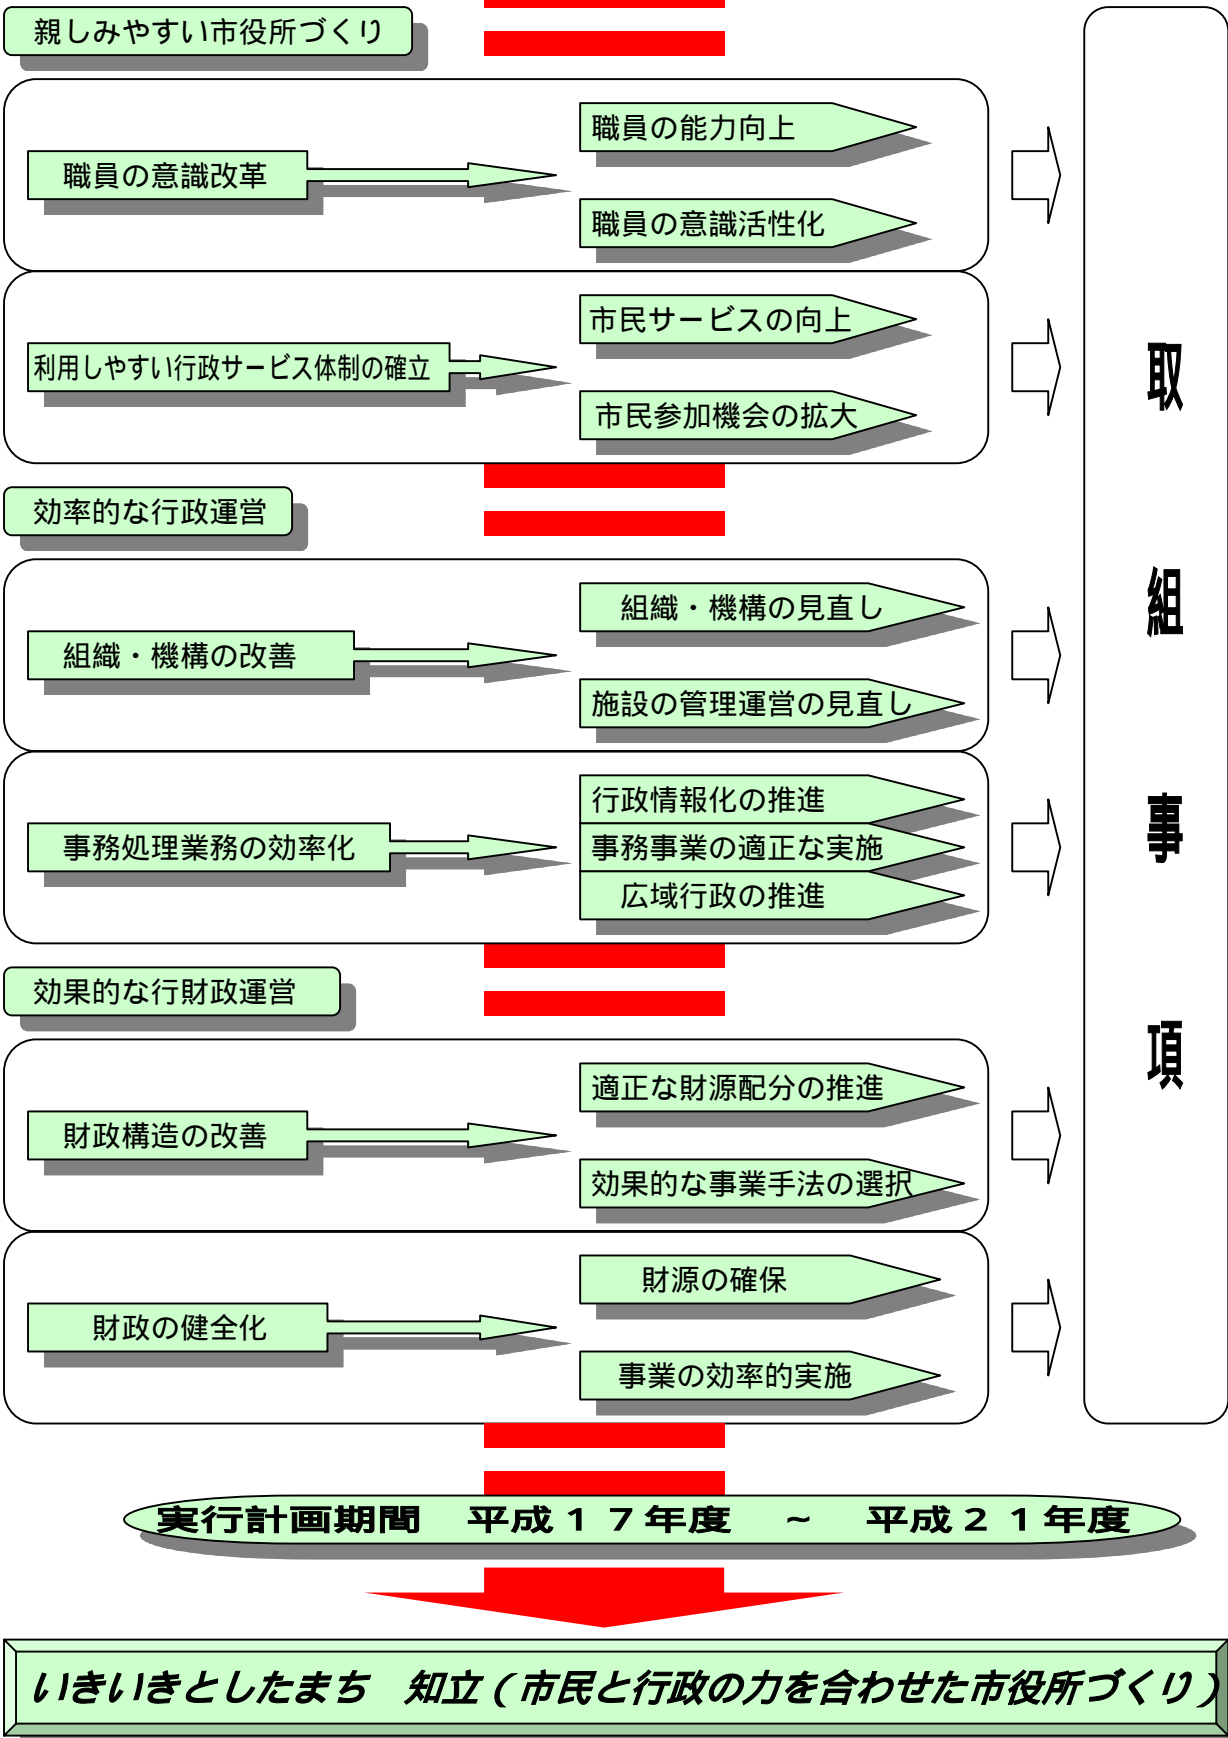 親しみやすい市役所づくり
職員の意識改革
職員の能力向上
職員の意識活性化
利用しやすい行政サービス体制の確立
市民サービスの向上
市民参加機会の拡大
効率的な行政運営
組織・機構の改善
組織・機構の見直し
施設の管理運営の見直し
事務処理業務の効率化
行政情報化の推進
事務事業の適正な実施
広域行政の推進
効果的な行財政運営
財政構造の改善
適正な財源配分の推進
効果的な事業手法の選択
財政の健全化
財源の確保
事業の効率的実施
取組事項
実行計画期間　平成１７年度　～　平成２１年度
いきいきとしたまち　知立（市民と行政の力を合わせた市役所づくり）